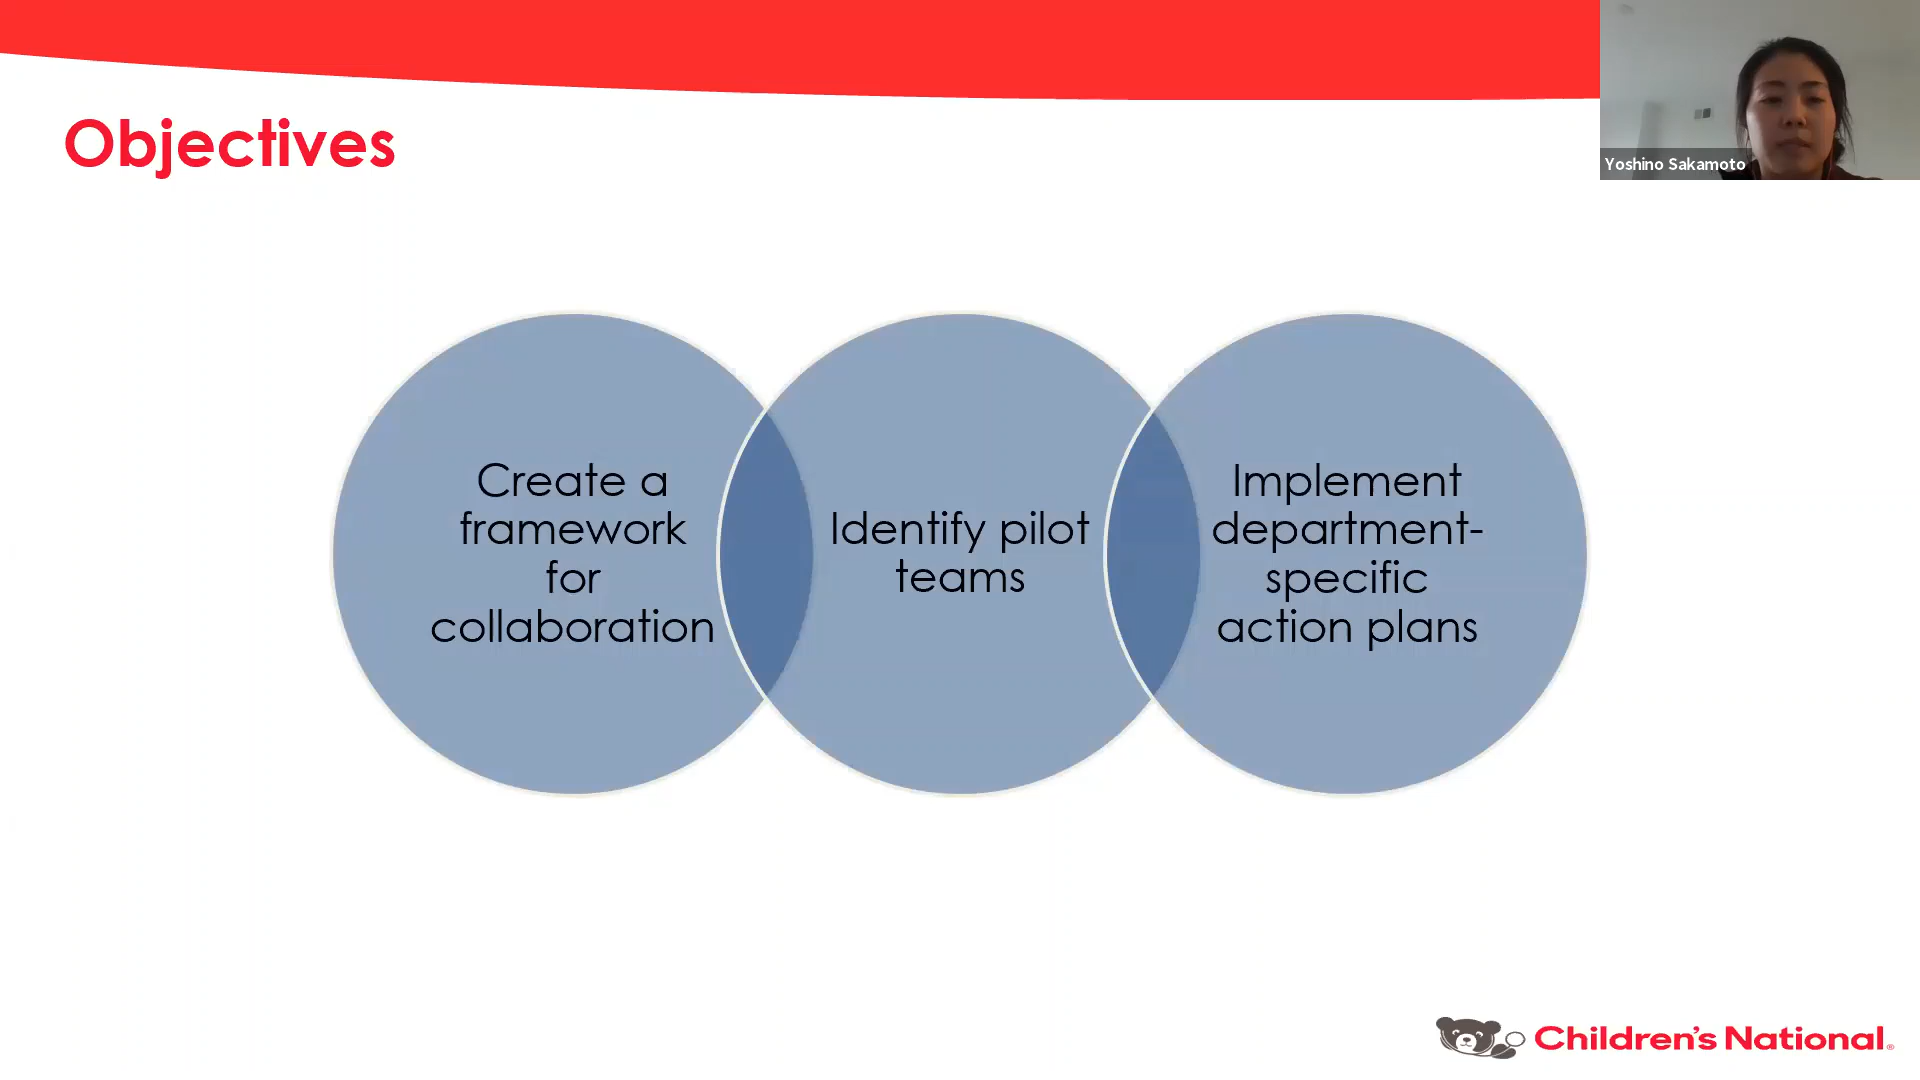 Objectives
Yoshino Sakamoto
Create a
framework
for
collaboration
Identify pilot
teams
Implement
department-
specific
action plans
Children's National®